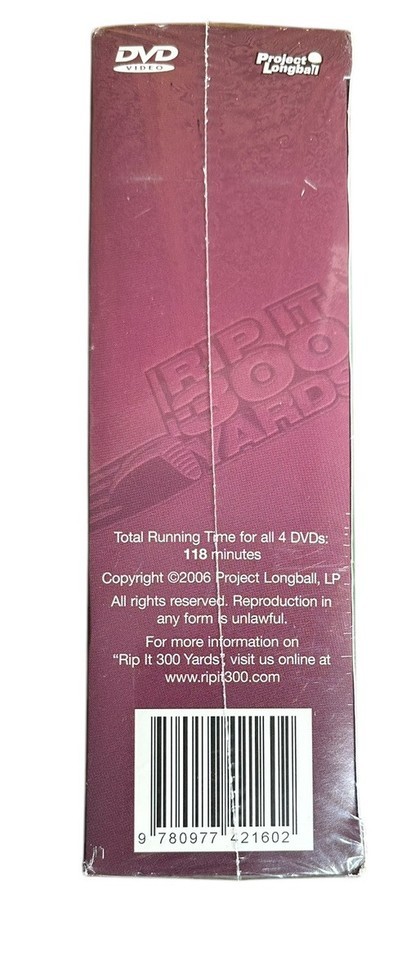 DVD
VIDEO
Project
Longball
RIP IT
300
YARDS
Total Running Time for all 4 DVDs:
118 minutes
Copyright ©2006 Project Longball, LP
All rights reserved. Reproduction in
any form is unlawful.
For more information on
“Rip It 300 Yards” visit us online at
www.ripit300.com
9 780977 421602